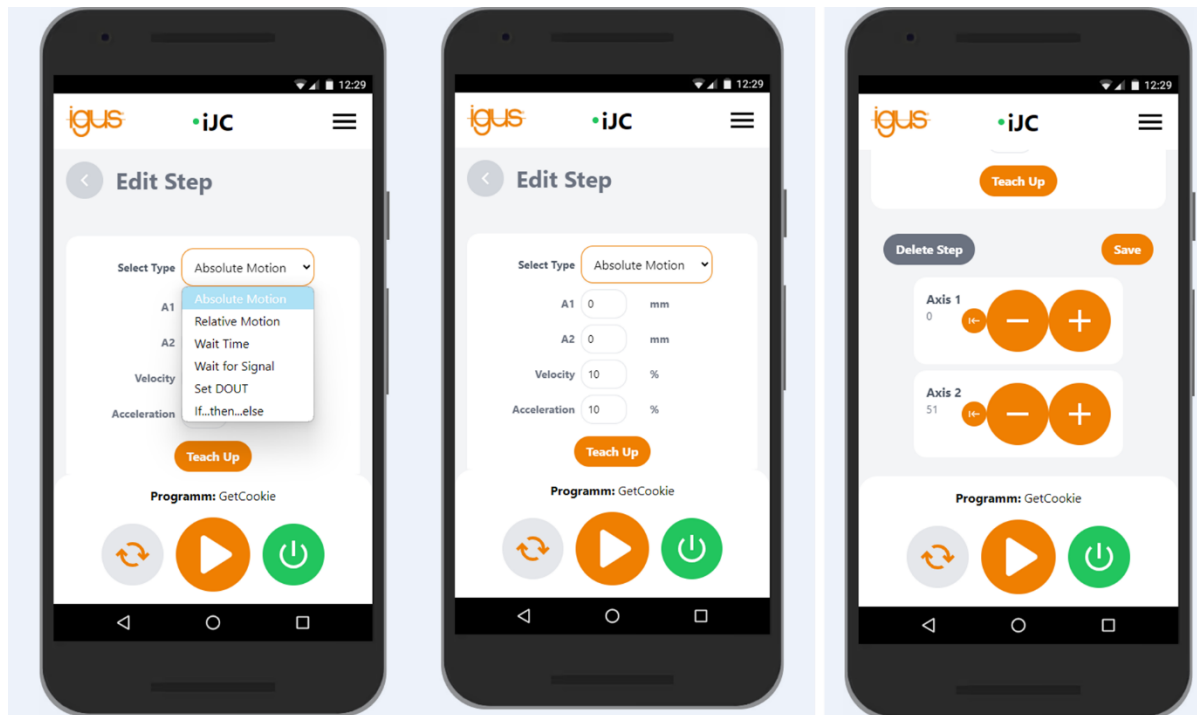 12:29
igus
iJC
Edit Step
Select Type Absolute Motion
Absolute Motion
Relative Motion
Wait Time
Wait for Signal
Set DOUT
If...then...else
A1
A2
Velocity
Acceleration
Teach Up
Programm: GetCookie
12:29
igus
iJC
Edit Step
Select Type Absolute Motion
A1 0 mm
A2 0 mm
Velocity 10 %
Acceleration 10 %
Teach Up
Programm: GetCookie
12:29
igus
iJC
Teach Up
Delete Step Save
Axis 1
0
Axis 2
51
Programm: GetCookie